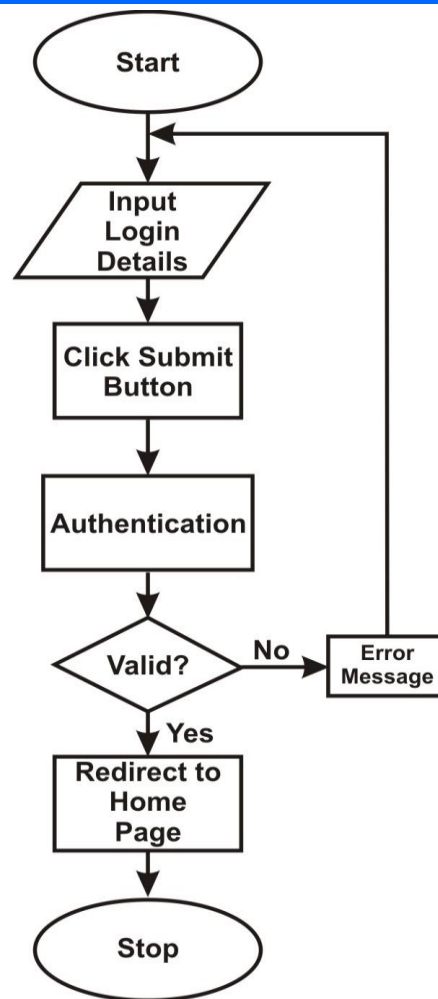 Start
Input
Login
Details
Click Submit
Button
Authentication
Valid?
No
Error
Message
Yes
Redirect to
Home
Page
Stop